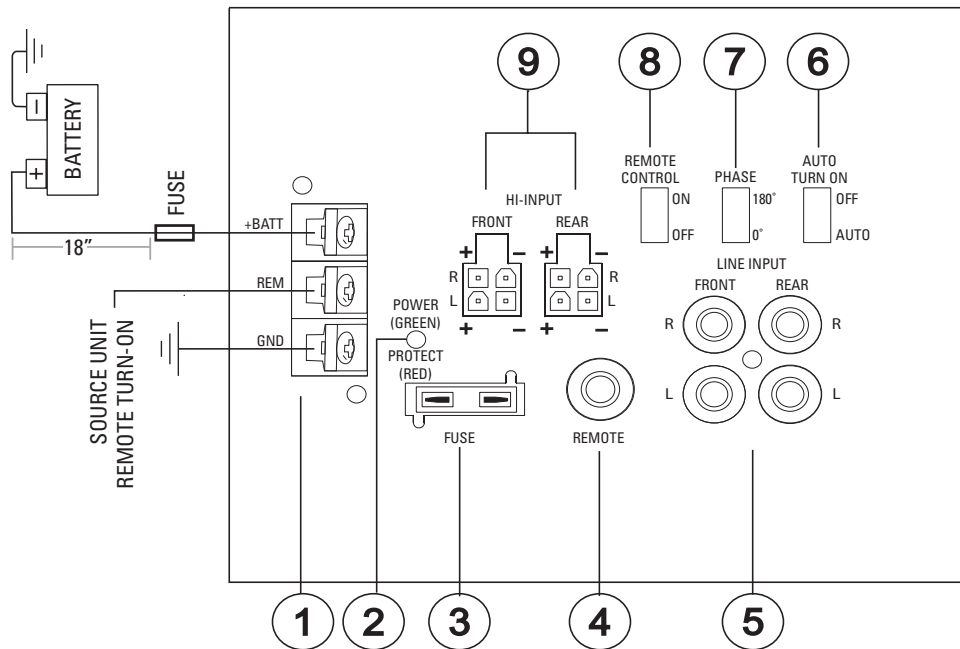 9
8
7
6
BATTERY
−
+
FUSE
18”
+BATT
REM
GND
SOURCE UNIT
REMOTE TURN-ON
HI-INPUT
FRONT
REAR
+ − + −
R
L
R
L
+ − + −
REMOTE
CONTROL
ON
OFF
PHASE
180°
0°
AUTO
TURN ON
OFF
AUTO
LINE INPUT
FRONT
REAR
R
R
L
L
POWER
(GREEN)
PROTECT
(RED)
FUSE
REMOTE
1
2
3
4
5